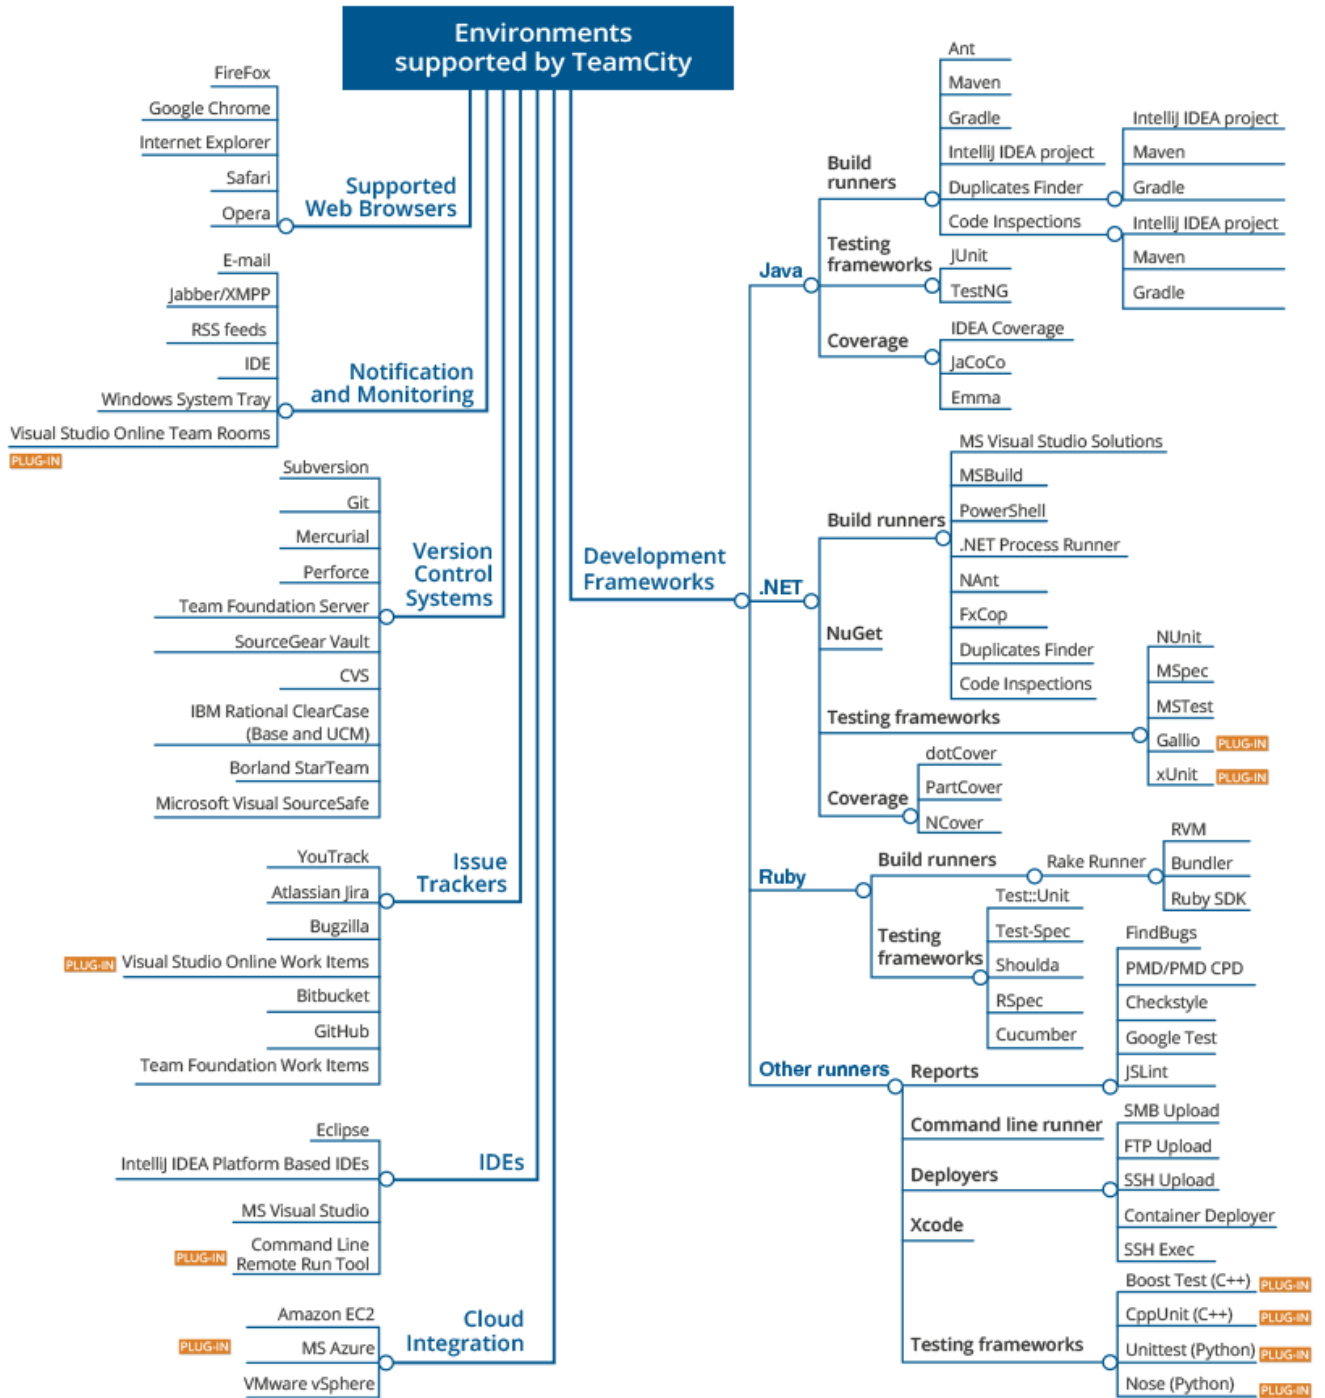 Environments
supported by TeamCity
FireFox
Google Chrome
Internet Explorer
Safari
Opera
Supported
Web Browsers
E-mail
Jabber/XMPP
RSS feeds
IDE
Windows System Tray
Visual Studio Online Team Rooms
PLUG-IN
Notification
and Monitoring
Subversion
Git
Mercurial
Perforce
Team Foundation Server
SourceGear Vault
CVS
IBM Rational ClearCase
(Base and UCM)
Borland StarTeam
Microsoft Visual SourceSafe
Version
Control
Systems
YouTrack
Atlassian Jira
Bugzilla
PLUG-IN Visual Studio Online Work Items
Bitbucket
GitHub
Team Foundation Work Items
Issue
Trackers
Eclipse
IntelliJ IDEA Platform Based IDEs
MS Visual Studio
Command Line
PLUG-IN Remote Run Tool
IDEs
Amazon EC2
PLUG-IN MS Azure
VMware vSphere
Cloud
Integration
Development
Frameworks
Java
Build
runners
Ant
Maven
Gradle
IntelliJ IDEA project
Duplicates Finder
IntelliJ IDEA project
Maven
Gradle
Code Inspections
IntelliJ IDEA project
Maven
Gradle
Testing
frameworks
JUnit
TestNG
Coverage
IDEA Coverage
JaCoCo
Emma
.NET
Build runners
MS Visual Studio Solutions
MSBuild
PowerShell
.NET Process Runner
NAnt
FxCop
Duplicates Finder
Code Inspections
NuGet
Testing frameworks
NUnit
MSpec
MSTest
Gallio PLUG-IN
xUnit PLUG-IN
Coverage
dotCover
PartCover
NCover
Ruby
Build runners
Rake Runner
RVM
Bundler
Ruby SDK
Testing
frameworks
Test::Unit
Test-Spec
Shoulda
RSpec
Cucumber
Other runners
Reports
FindBugs
PMD/PMD CPD
Checkstyle
Google Test
JSLint
Command line runner
Deployers
SMB Upload
FTP Upload
SSH Upload
Container Deployer
SSH Exec
Xcode
Testing frameworks
Boost Test (C++) PLUG-IN
CppUnit (C++) PLUG-IN
Unittest (Python) PLUG-IN
Nose (Python) PLUG-IN